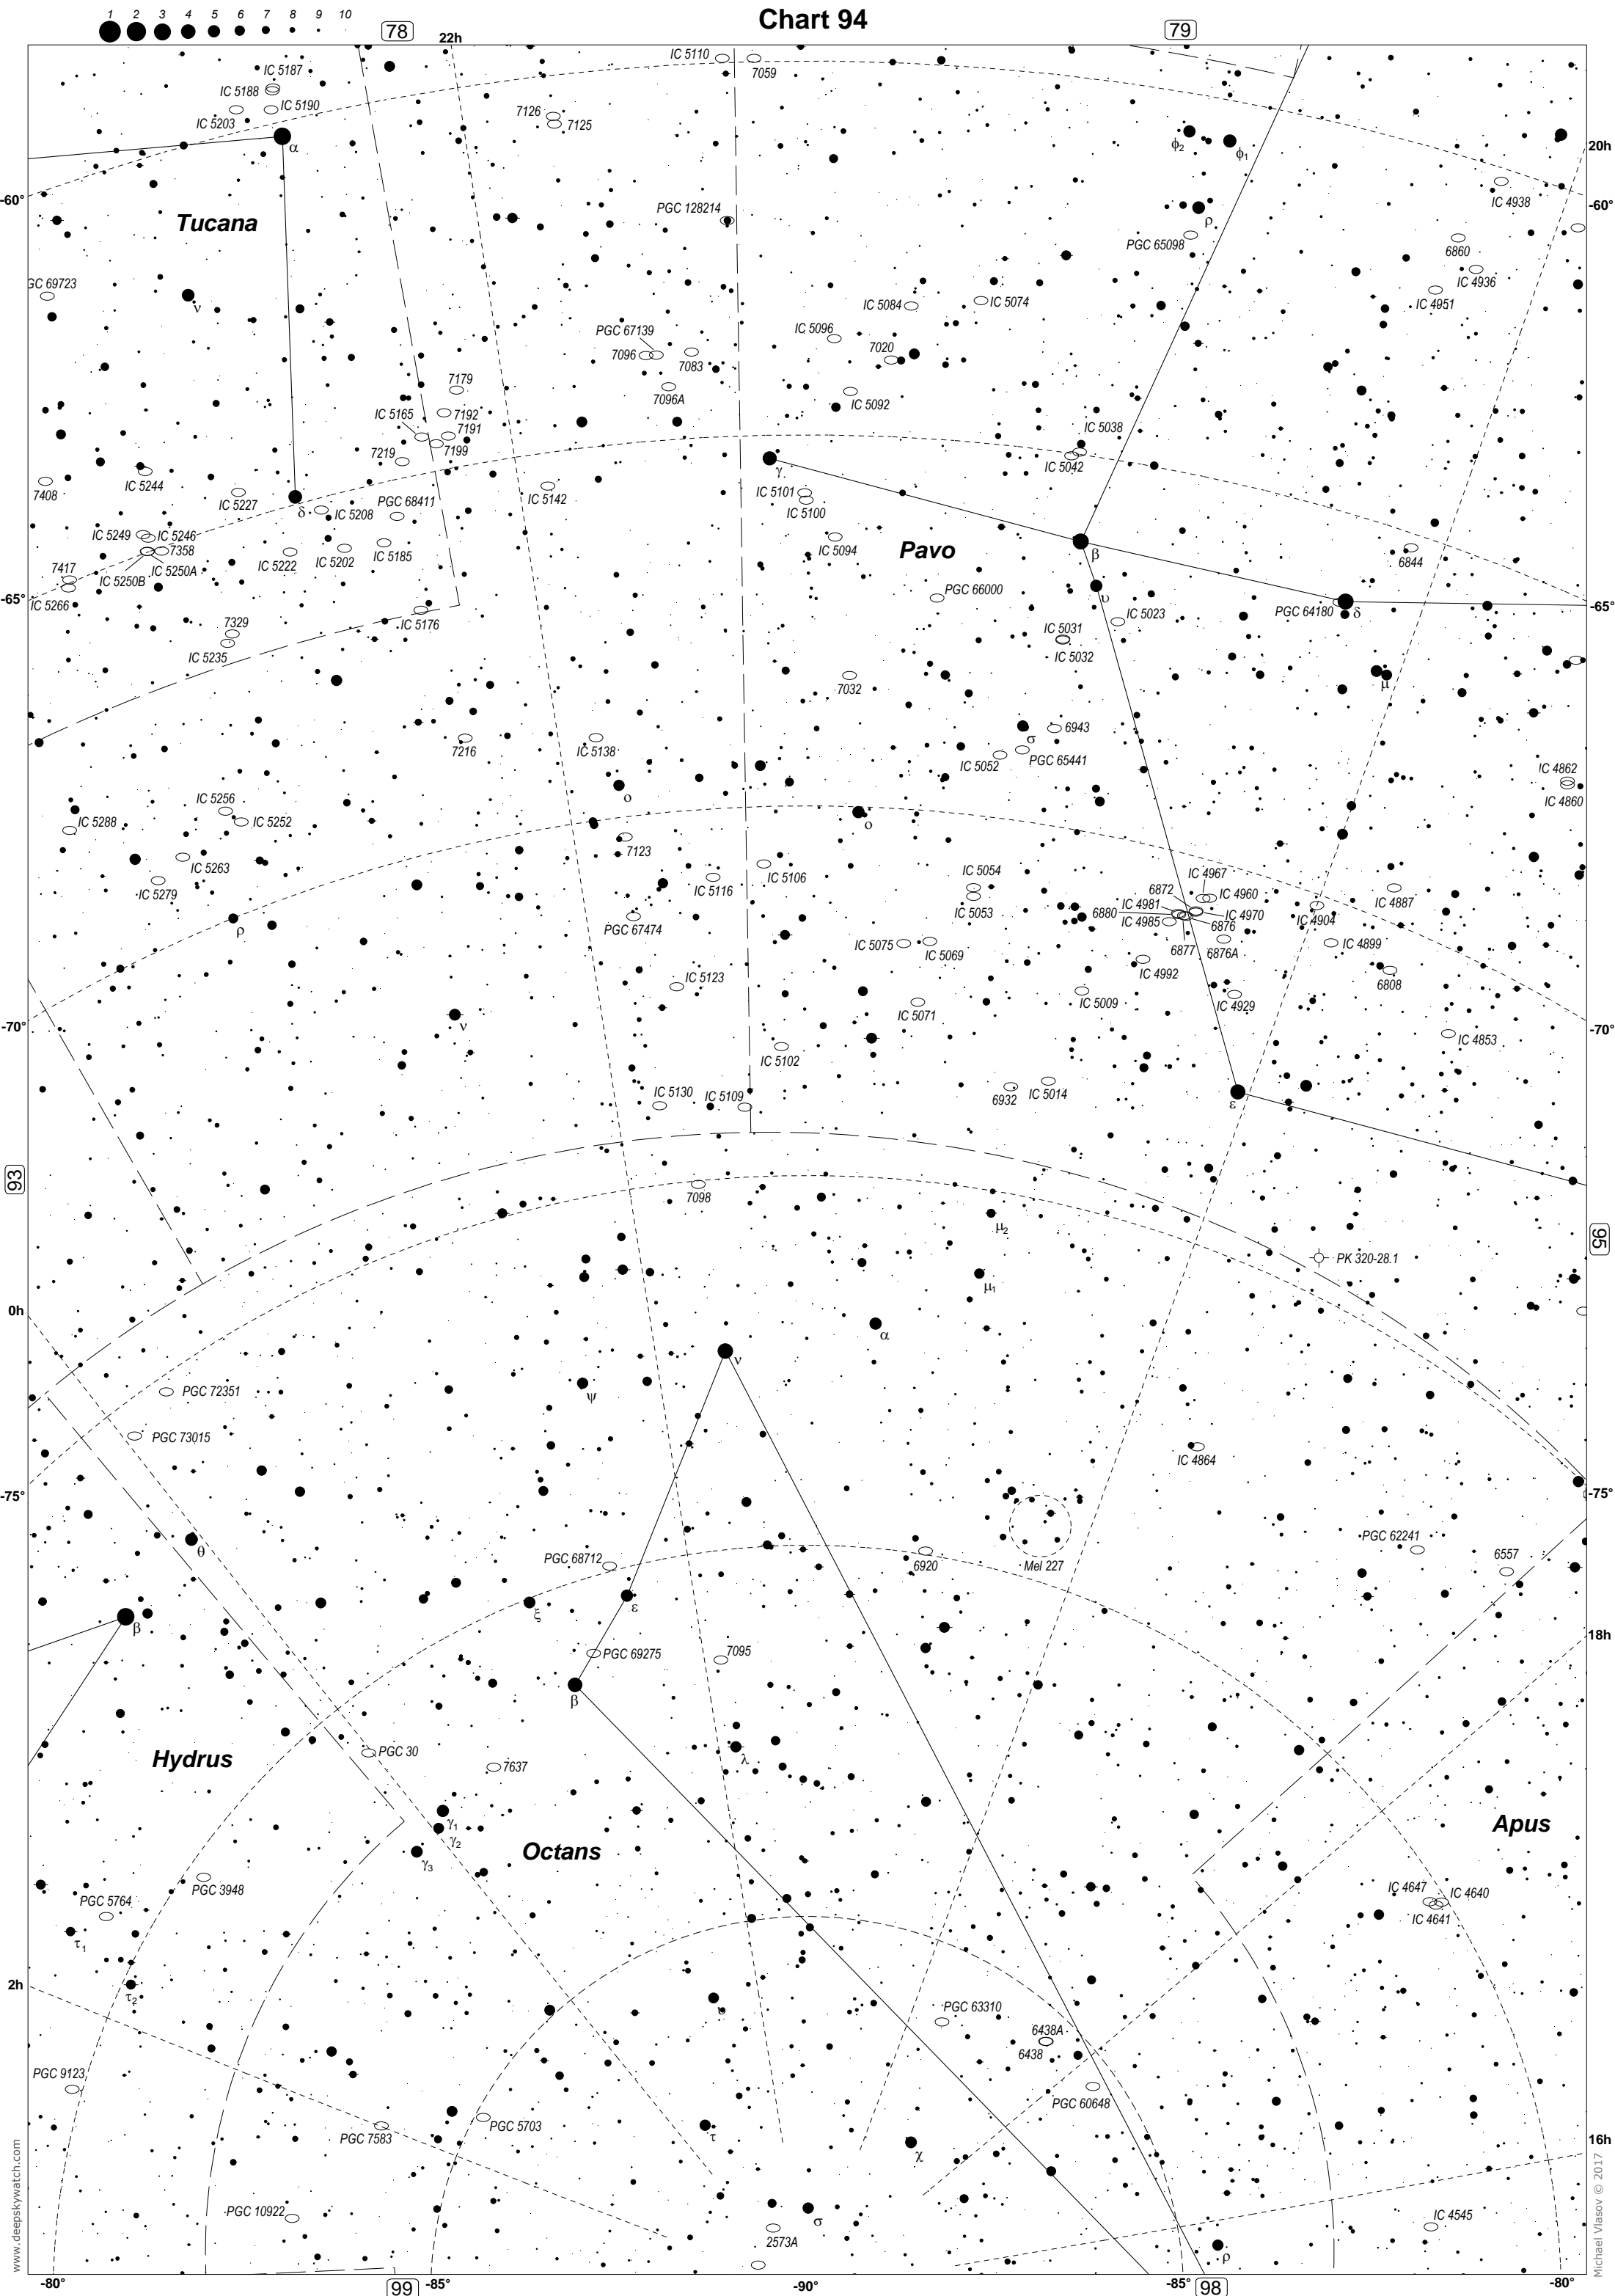 Chart 94
1 2 3 4 5 6 7 8 9 10
78
22h
79
IC 5110
7059
IC 5187
IC 5188
IC 5190
IC 5203
7126
7125
α
ϕ2
ϕ1
20h
-60°
-60°
Tucana
PGC 128214
ρ
IC 4938
PGC 65098
6860
IC 4936
IC 4951
GC 69723
ν
IC 5084
IC 5074
PGC 67139
IC 5096
7096
7083
7020
7179
7096A
IC 5092
IC 5165
7192
7191
7199
7219
IC 5038
IC 5042
γ
IC 5244
7408
IC 5227
δ
IC 5208
PGC 68411
IC 5142
IC 5101
IC 5100
IC 5249
IC 5246
7358
IC 5250B
IC 5250A
IC 5222
IC 5202
IC 5185
IC 5094
Pavo
β
6844
7417
IC 5266
-65°
-65°
IC 5176
PGC 66000
υ
IC 5023
PGC 64180
δ
7329
IC 5235
IC 5031
IC 5032
7032
μ
7216
IC 5138
σ
6943
IC 5052
PGC 65441
IC 4862
IC 4860
ο
ο
IC 5256
IC 5252
IC 5288
7123
IC 5263
IC 5279
IC 5116
IC 5106
IC 5054
IC 5053
IC 4967
6872
IC 4960
IC 4981
6880
IC 4985
IC 4970
6876
6877
6876A
IC 4904
IC 4887
ρ
PGC 67474
IC 5075
IC 5069
IC 4899
IC 4992
6808
IC 5123
IC 5009
IC 4929
IC 5071
-70°
-70°
ν
IC 5102
IC 4853
IC 5130
IC 5109
6932
IC 5014
ε
93
95
7098
μ2
PK 320-28.1
μ1
0h
α
ν
PGC 72351
ψ
PGC 73015
IC 4864
-75°
-75°
θ
PGC 68712
6920
Mel 227
PGC 62241
6557
β
ξ
ε
18h
PGC 69275
7095
β
Hydrus
PGC 30
7637
λ
γ1
γ2
γ3
Octans
Apus
PGC 3948
PGC 5764
IC 4647
IC 4640
IC 4641
τ1
2h
τ2
υ
PGC 63310
6438A
6438
PGC 9123
PGC 60648
PGC 7583
PGC 5703
τ
χ
16h
PGC 10922
σ
2573A
IC 4545
ρ
www.deepskywatch.com
Michael Vlasov © 2017
-80°
99
-85°
-90°
-85°
98
-80°